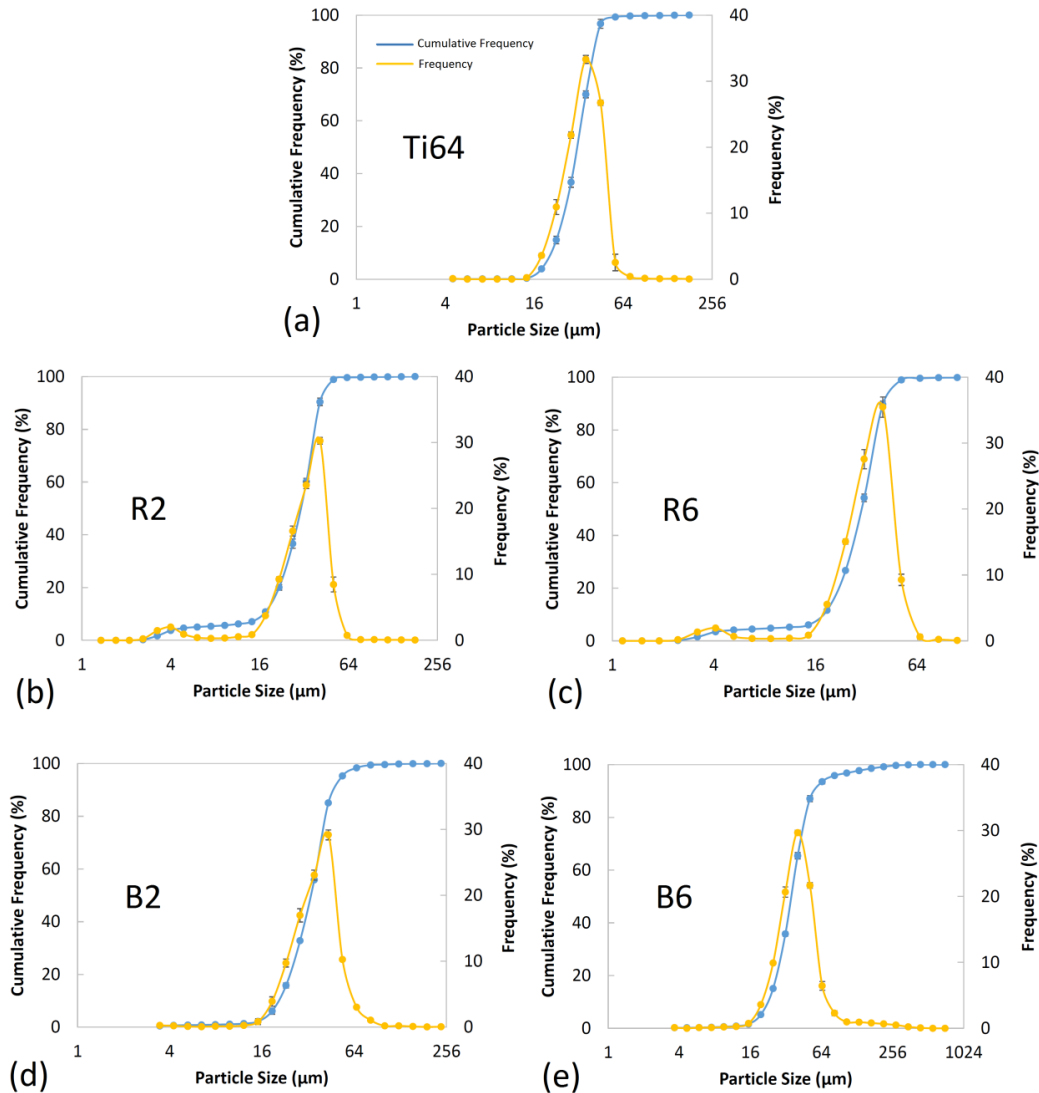 100
80
60
40
20
0
Cumulative Frequency (%)
Cumulative Frequency
Frequency
Ti64
40
30
20
10
0
Frequency (%)
1
4
16
64
256
(a)
Particle Size (µm)
100
80
60
40
20
0
Cumulative Frequency (%)
R2
40
30
20
10
0
Frequency (%)
1
4
16
64
256
(b)
Particle Size (µm)
100
80
60
40
20
0
Cumulative Frequency (%)
R6
40
30
20
10
0
Frequency (%)
1
4
16
64
(c)
Particle Size (µm)
100
80
60
40
20
0
Cumulative Frequency (%)
B2
40
30
20
10
0
Frequency (%)
1
4
16
64
256
(d)
Particle Size (µm)
100
80
60
40
20
0
Cumulative Frequency (%)
B6
40
30
20
10
0
Frequency (%)
1
4
16
64
256
1024
(e)
Particle Size (µm)